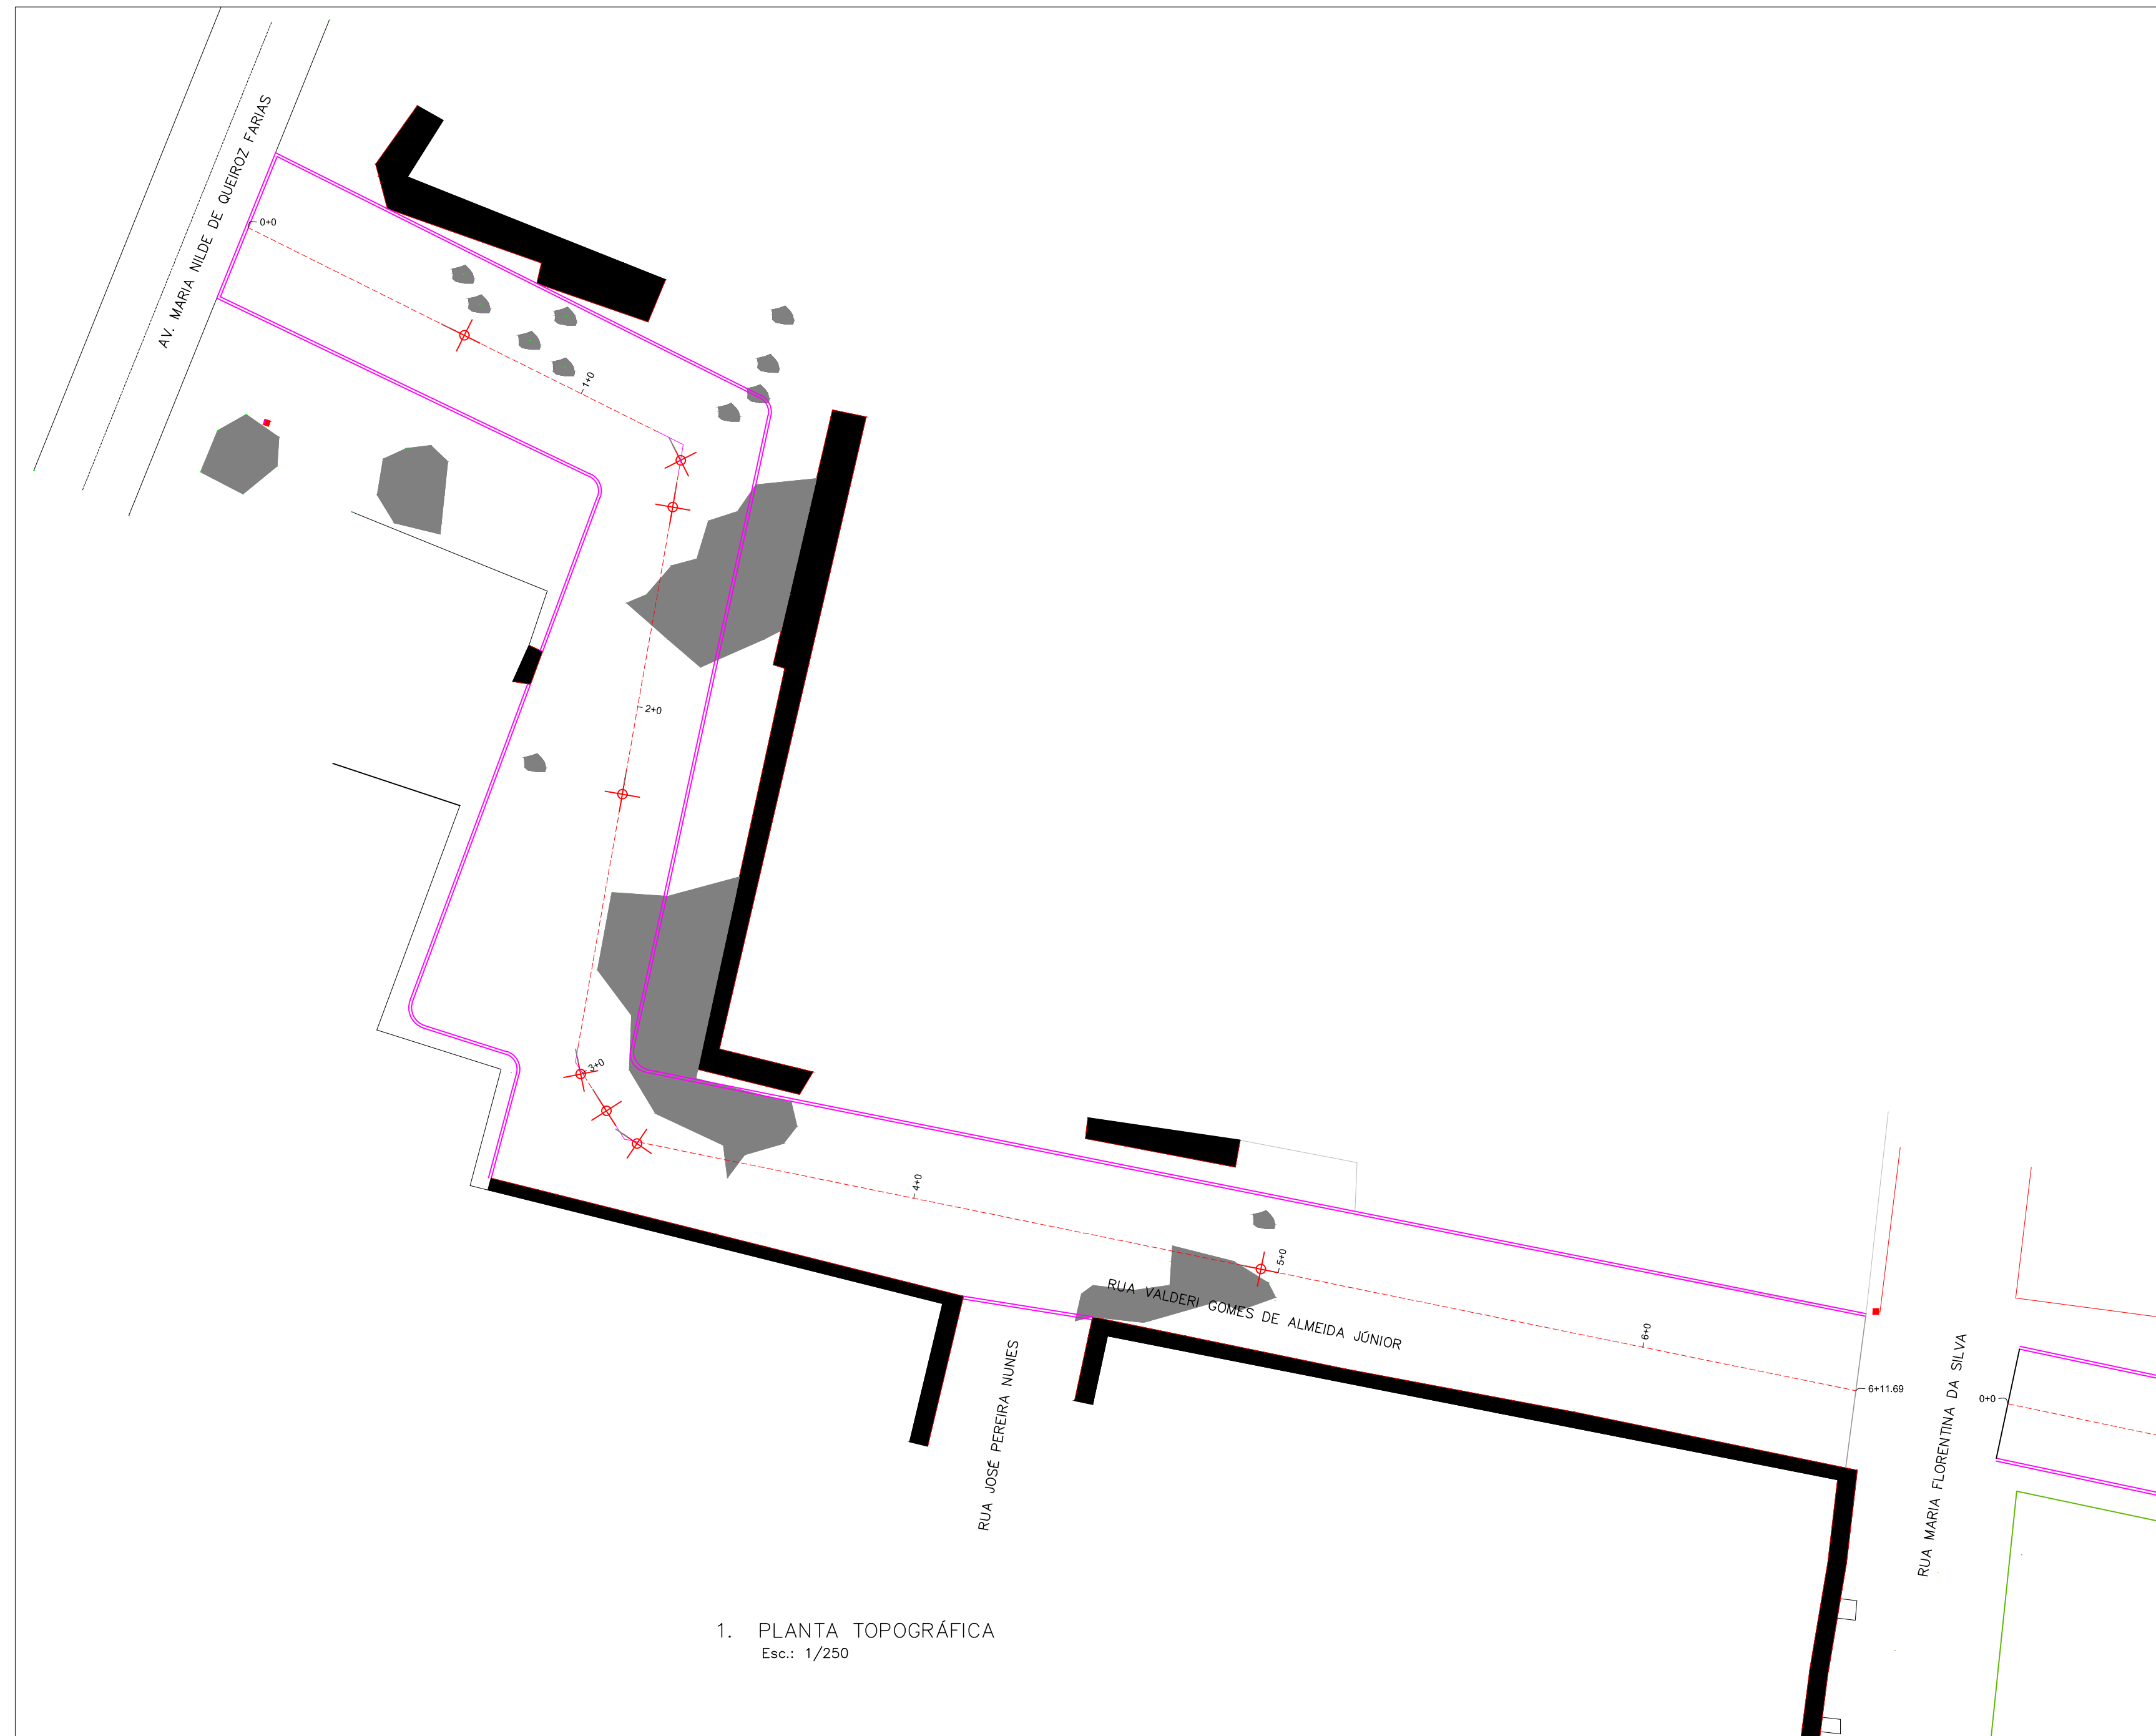 AV. MARIA NILDE DE QUEIROZ FARIAS
0+0
1+0
2+0
3+0
4+0
5+0
6+0
6+11.69
0+0
RUA VALDERI GOMES DE ALMEIDA JÚNIOR
RUA JOSÉ PEREIRA NUNES
RUA MARIA FLORENTINA DA SILVA
1. PLANTA TOPOGRÁFICA
Esc.: 1/250